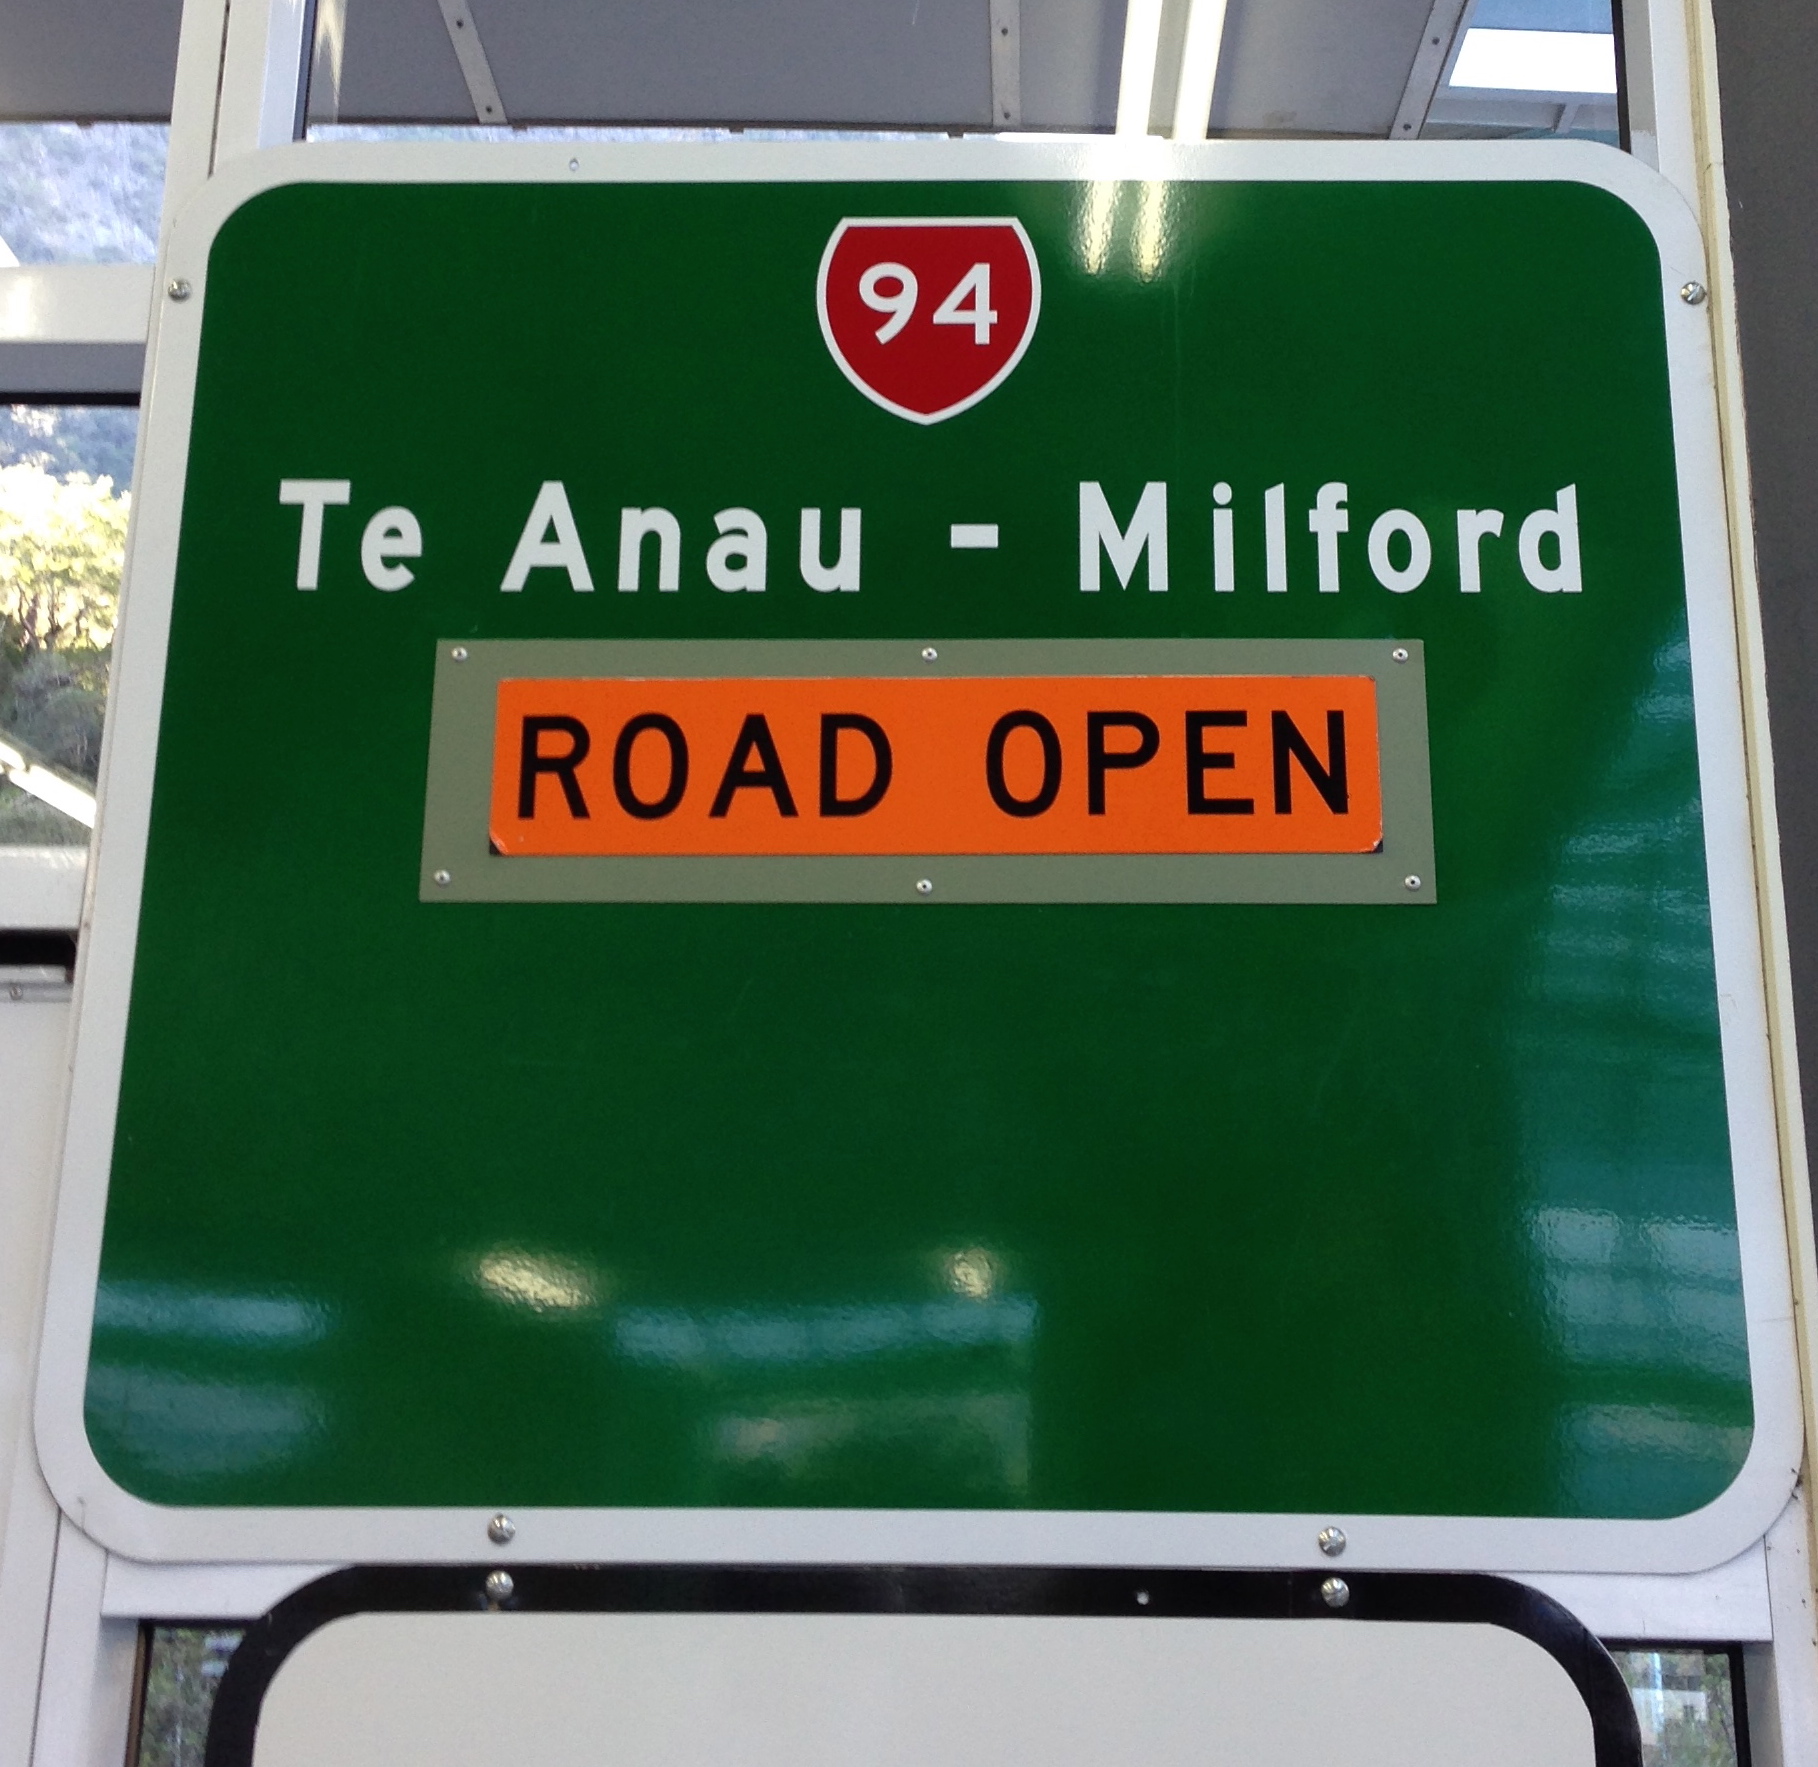 94
Te Anau - Milford
ROAD OPEN